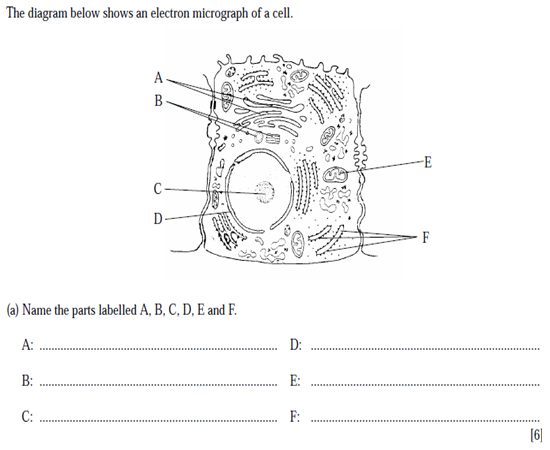 The diagram below shows an electron micrograph of a cell.
A
B
C
D
E
F
(a) Name the parts labelled A, B, C, D, E and F.
A: ........................................ D: ........................................
B: ........................................ E: ........................................
C: ........................................ F: ........................................
[6]